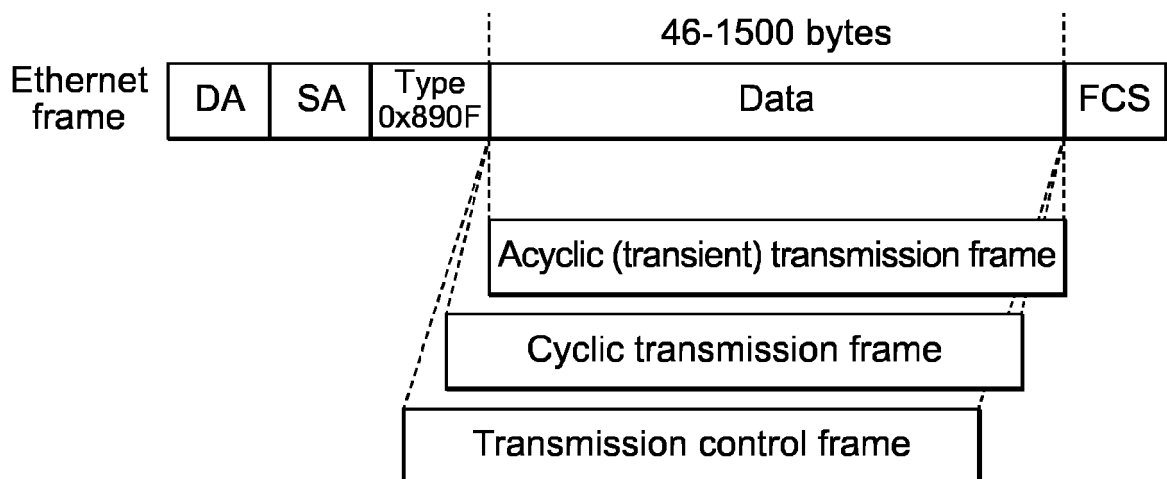 46-1500 bytes
Ethernet
frame
DA
SA
Type
0x890F
Data
FCS
Acyclic (transient) transmission frame
Cyclic transmission frame
Transmission control frame